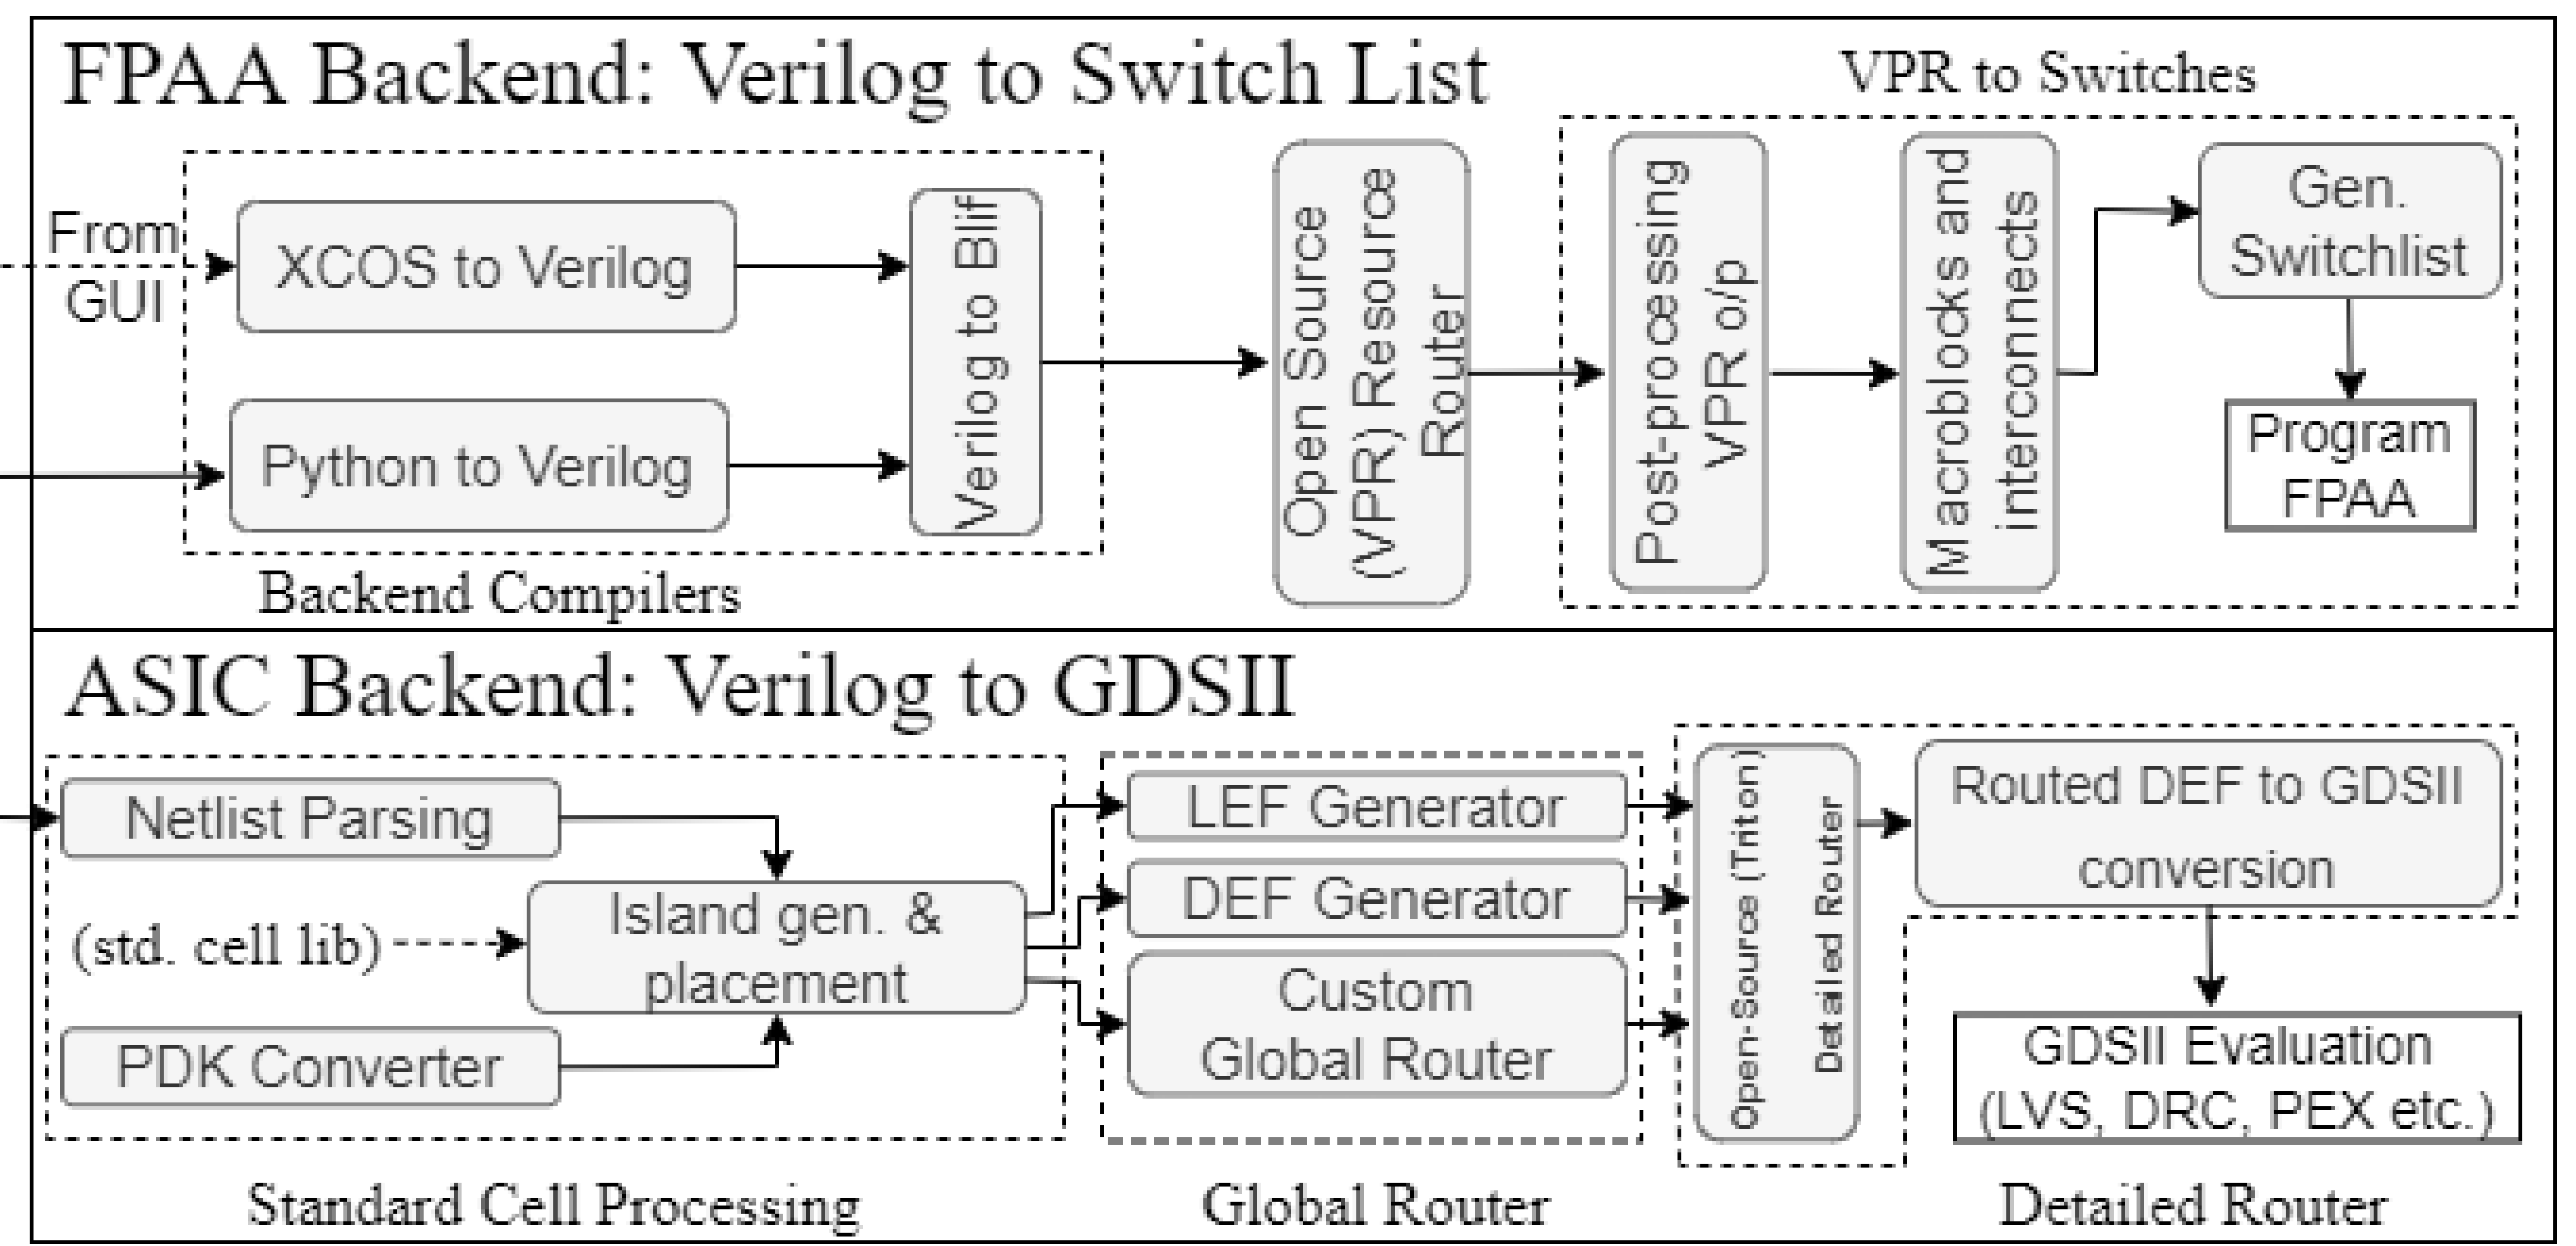 FPAA Backend: Verilog to Switch List
VPR to Switches
From
GUI
XCOS to Verilog
Python to Verilog
Verilog to Blif
Backend Compilers
Open Source
(VPR) Resource
Router
Post-processing
VPR o/p
Macroblocks and
interconnects
Gen.
Switchlist
Program
FPAA
ASIC Backend: Verilog to GDSII
Netlist Parsing
(std. cell lib)
PDK Converter
Island gen. &
placement
Standard Cell Processing
LEF Generator
DEF Generator
Custom
Global Router
Global Router
Open-Source (Triton)
Detailed Router
Routed DEF to GDSII
conversion
GDSII Evaluation
(LVS, DRC, PEX etc.)
Detailed Router